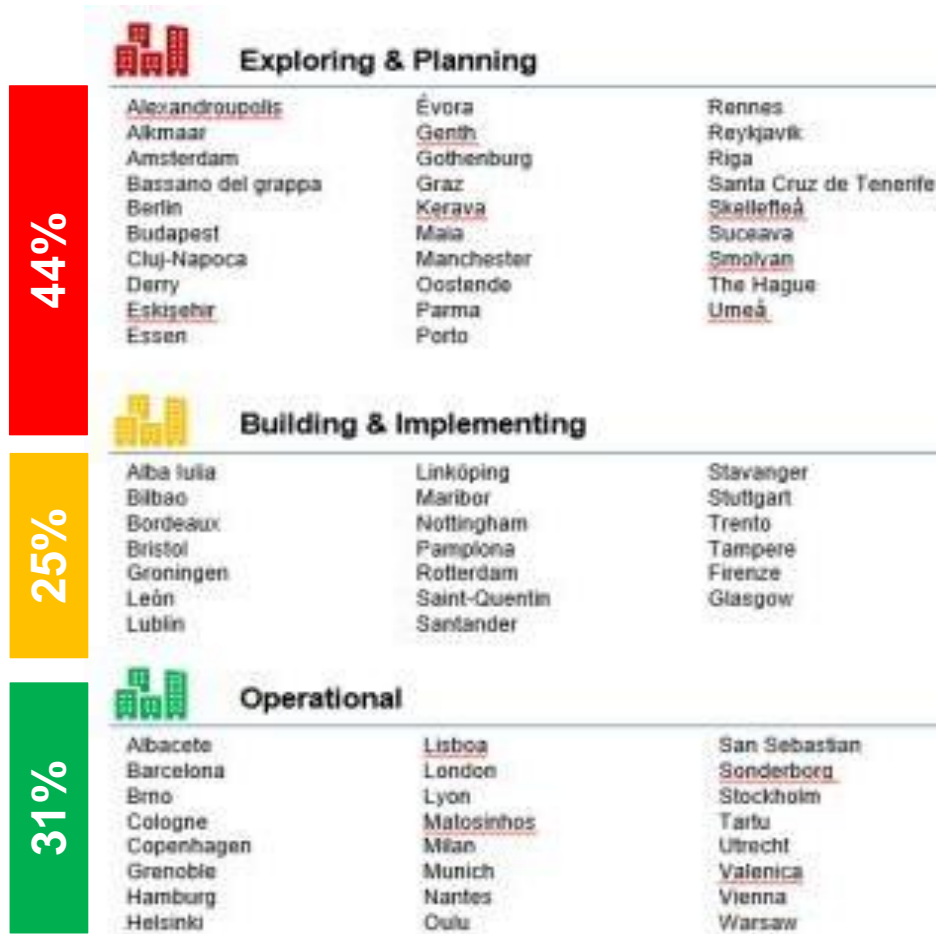 Exploring & Planning
44%
Alexandroupolis Évora Rennes
Alkmaar Genth Reykjavik
Amsterdam Gothenburg Riga
Bassano del grappa Graz Santa Cruz de Tenerife
Berlin Kerava Skellefteå
Budapest Maia Suceava
Cluj-Napoca Manchester Smolyan
Derry Oostende The Hague
Eskişehir Parma Umeå
Essen Porto
Building & Implementing
25%
Alba Iulia Linköping Stavanger
Bilbao Maribor Stuttgart
Bordeaux Nottingham Trento
Bristol Pamplona Tampere
Groningen Rotterdam Firenze
León Saint-Quentin Glasgow
Lublin Santander
Operational
31%
Albacete Lisboa San Sebastian
Barcelona London Sonderborg
Brno Lyon Stockholm
Cologne Matosinhos Tartu
Copenhagen Milan Utrecht
Grenoble Munich Valenica
Hamburg Nantes Vienna
Helsinki Oulu Warsaw